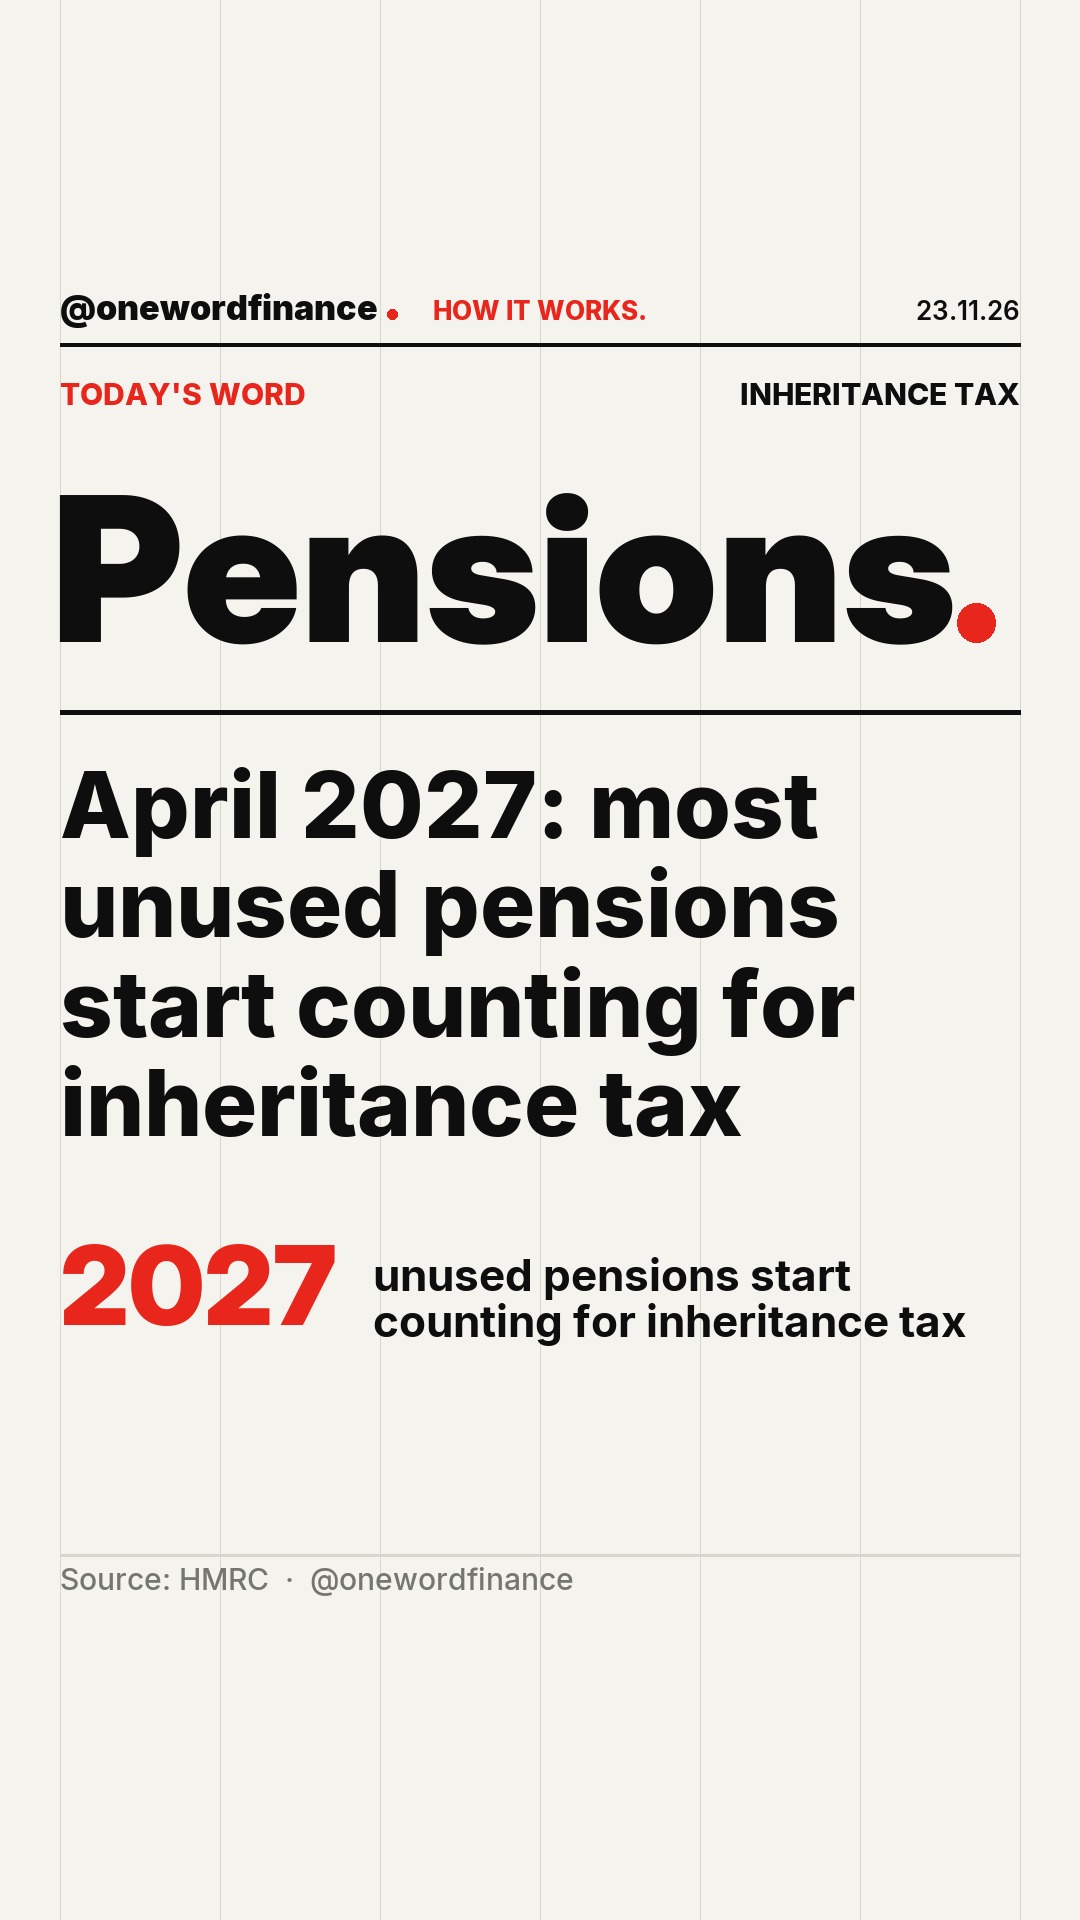 @onewordfinance. HOW IT WORKS. 23.11.26
TODAY'S WORD INHERITANCE TAX
Pensions.
April 2027: most
unused pensions
start counting for
inheritance tax
2027
unused pensions start
counting for inheritance tax
Source: HMRC · @onewordfinance